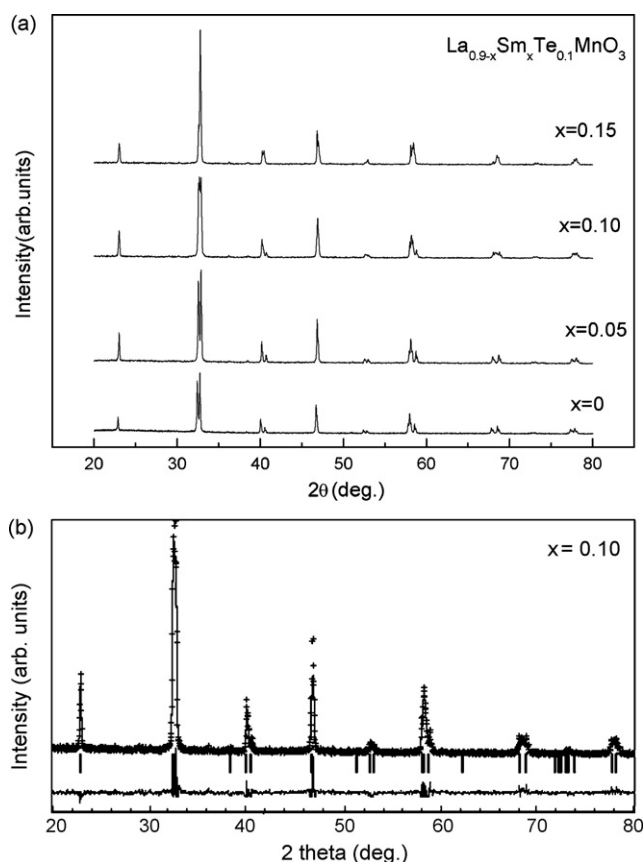 (a)
La0.9-xSmxTe0.1MnO3
x=0.15
x=0.10
x=0.05
x=0
Intensity(arb.units)
20 30 40 50 60 70 80
2θ (deg.)
(b)
x = 0.10
Intensity (arb. units)
20 30 40 50 60 70 80
2 theta (deg.)